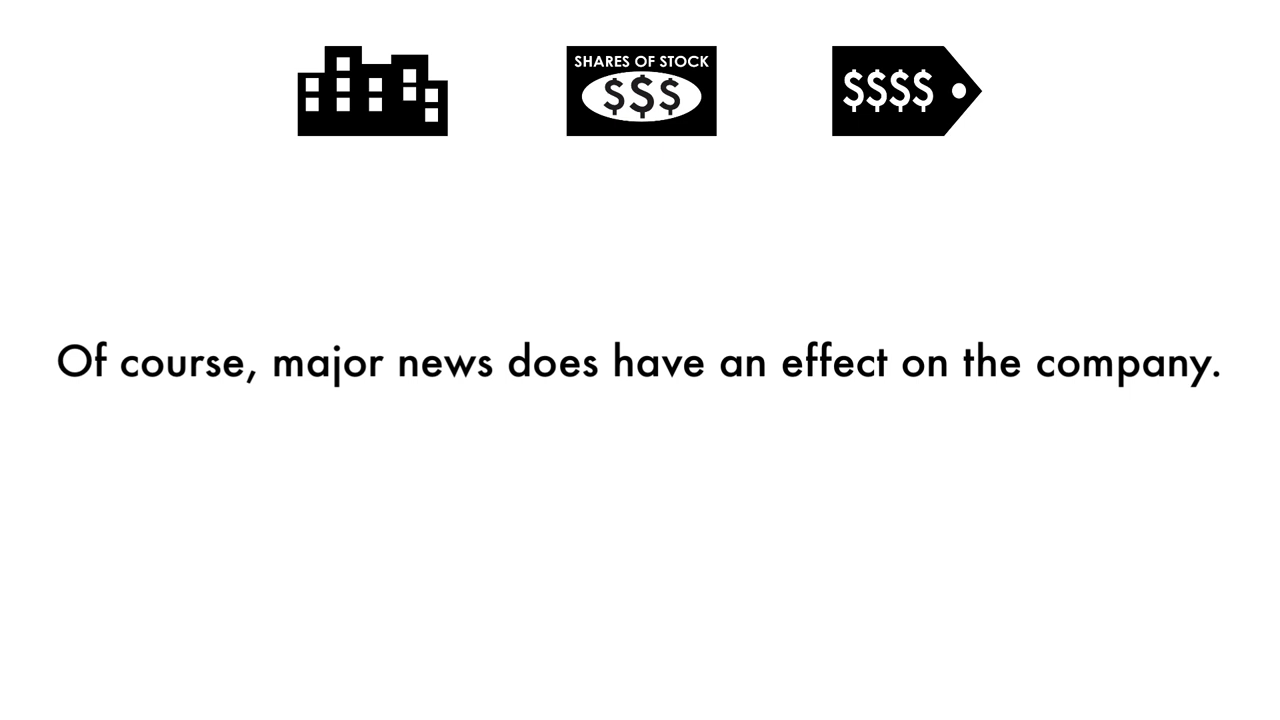 SHARES OF STOCK
$$$
$$$$
Of course, major news does have an effect on the company.